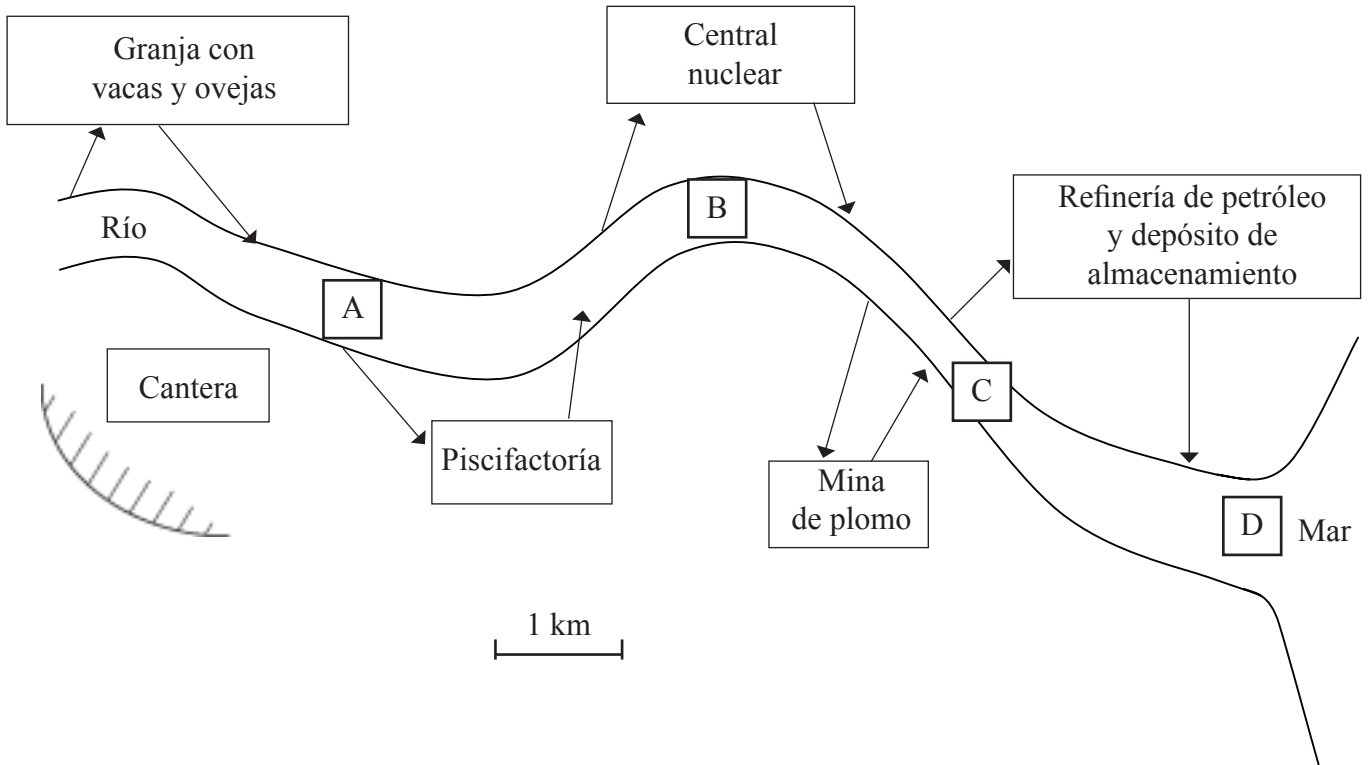 Granja con
vacas y ovejas
Central
nuclear
Refinería de petróleo
y depósito de
almacenamiento
Río
A
B
C
D
Mar
Cantera
Piscifactoría
Mina
de plomo
1 km